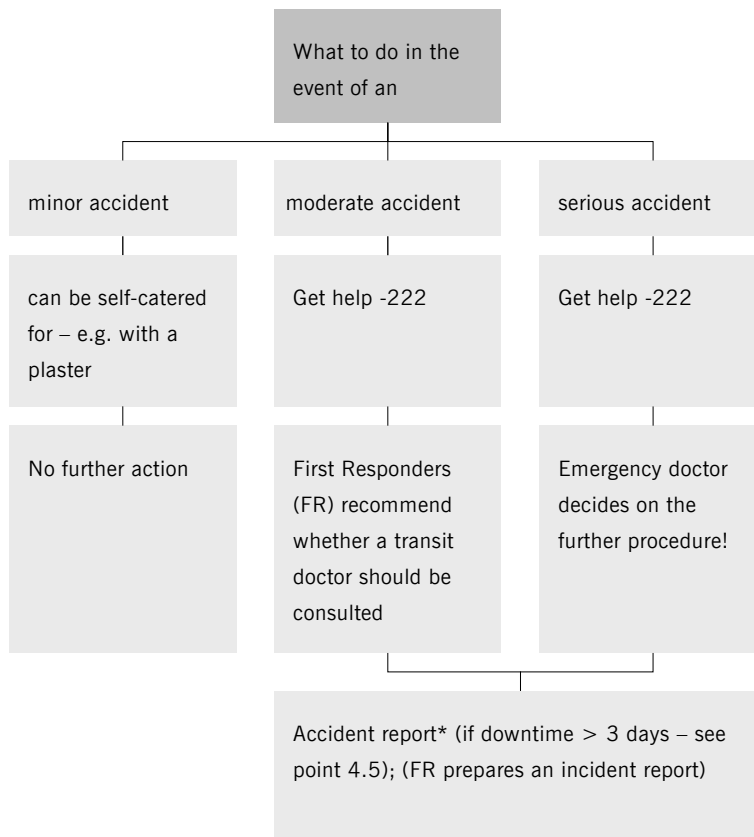 What to do in the
event of an
minor accident
moderate accident
serious accident
can be self-catered
for – e.g. with a
plaster
Get help -222
Get help -222
No further action
First Responders
(FR) recommend
whether a transit
doctor should be
consulted
Emergency doctor
decides on the
further procedure!
Accident report* (if downtime > 3 days – see
point 4.5); (FR prepares an incident report)